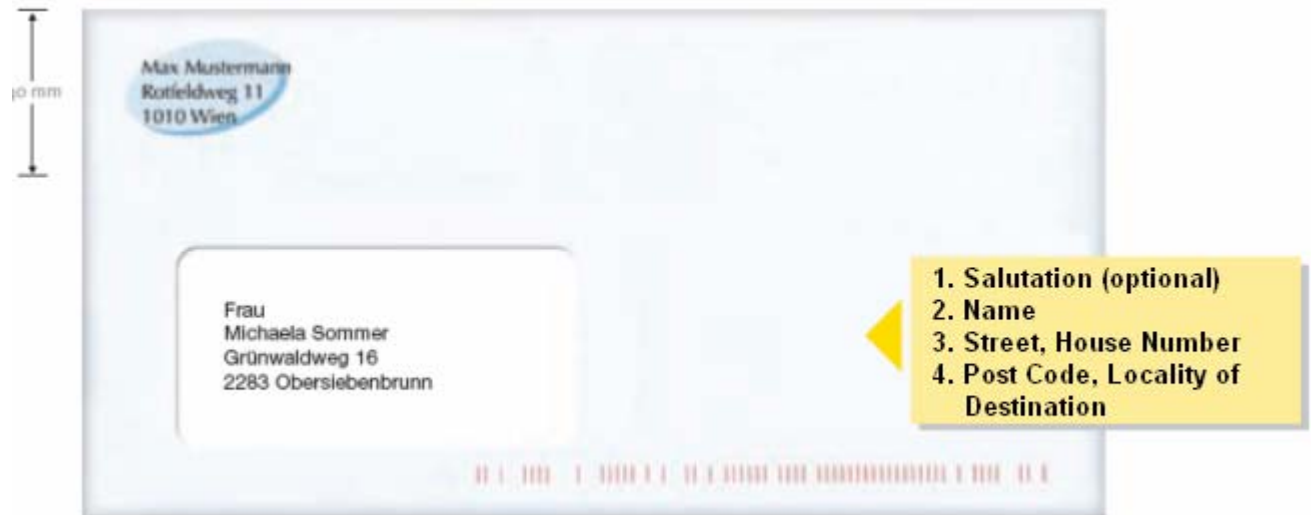 Max Mustermann
Rotfeldweg 11
1010 Wien
mm
Frau
Michaela Sommer
Grünwaldweg 16
2283 Obersiebenbrunn
1. Salutation (optional)
2. Name
3. Street, House Number
4. Post Code, Locality of
Destination